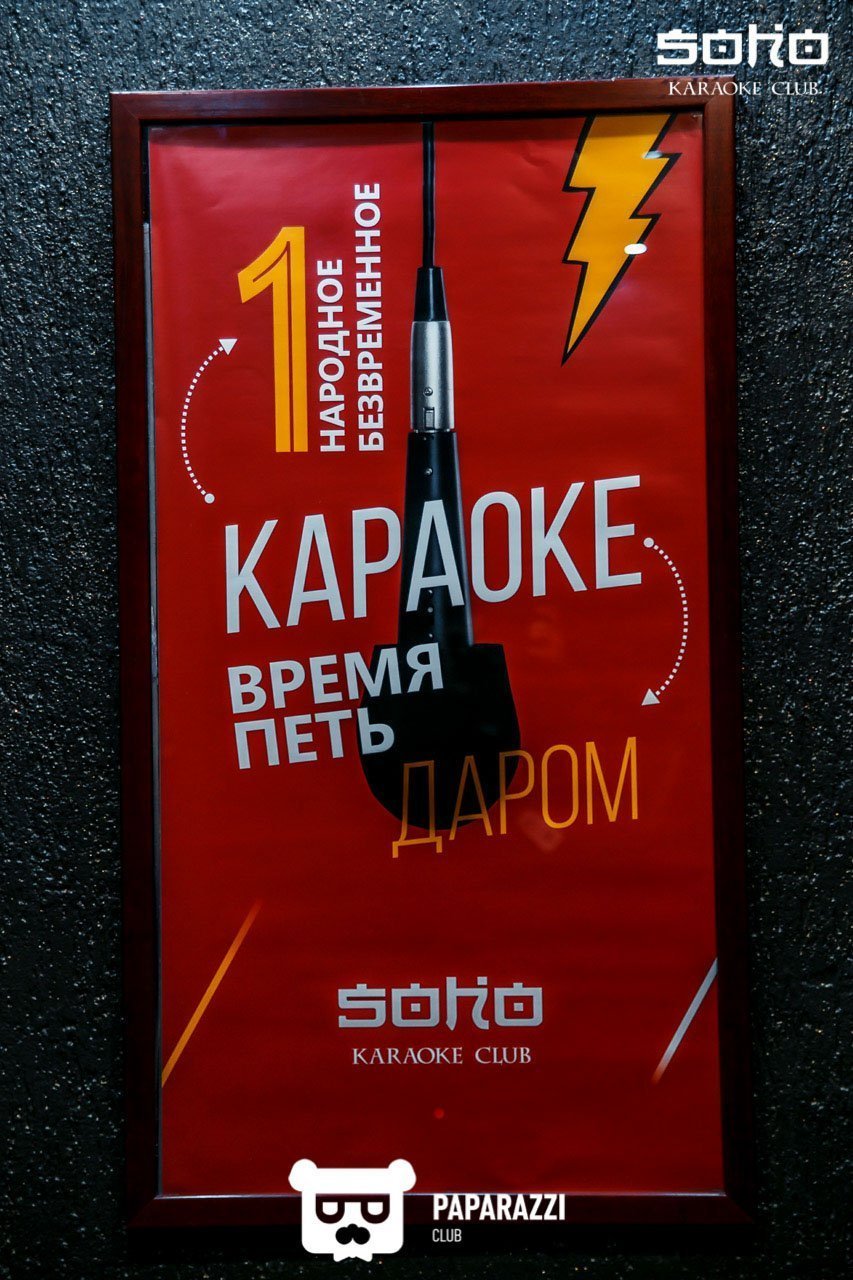 SOHO
KARAOKE CLUB
1
НАРОДНОЕ
БЕЗВРЕМЕННОЕ
КАРАОКЕ
ВРЕМЯ
ПЕТЬ
ДАРОМ
SOHO
KARAOKE CLUB
PAPARAZZI
CLUB